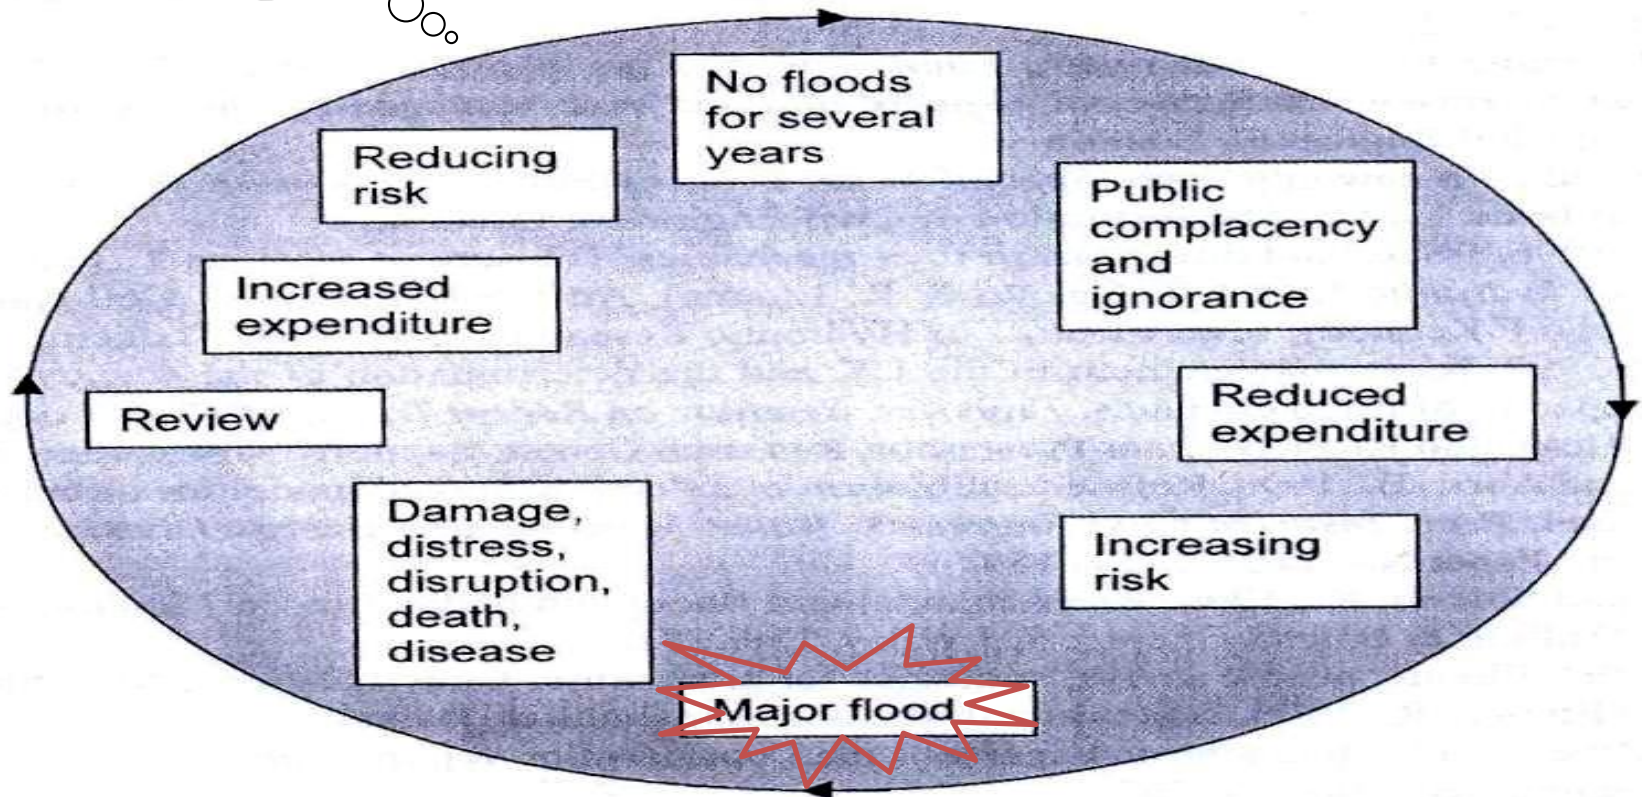 No floods
for several
years
Public
complacency
and
ignorance
Reduced
expenditure
Increasing
risk
Major flood
Damage,
distress,
disruption,
death,
disease
Review
Increased
expenditure
Reducing
risk